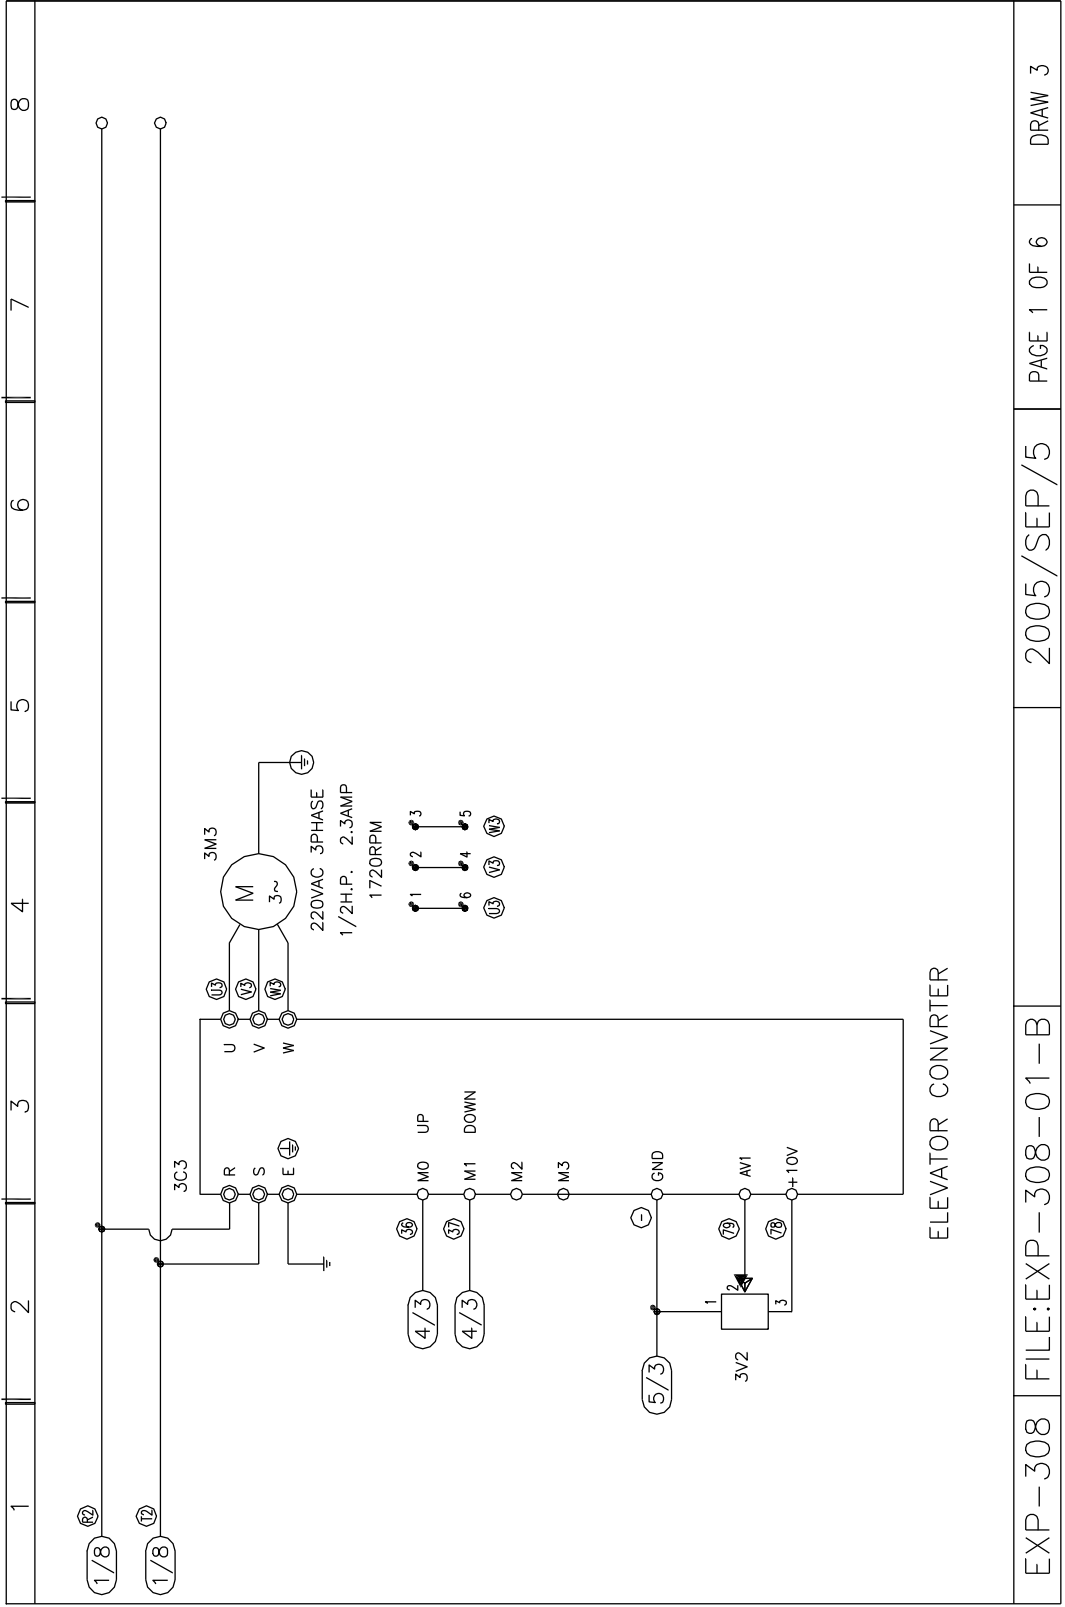 1 2 3 4 5 6 7 8
1/8 R2
1/8 T2
3C3
3M3
R U U3
S V V3
E W W3
M
3~
220VAC 3PHASE
1/2H.P. 2.3AMP
1720RPM
1 2 3
6 4 5
U3 V3 W3
4/3 36 M0 UP
4/3 37 M1 DOWN
M2
M3
5/3 - GND
1
2 79 AV1
3 78 +10V
3V2
ELEVATOR CONVRTER
EXP-308 FILE:EXP-308-01-B 2005/SEP/5 PAGE 1 OF 6 DRAW 3